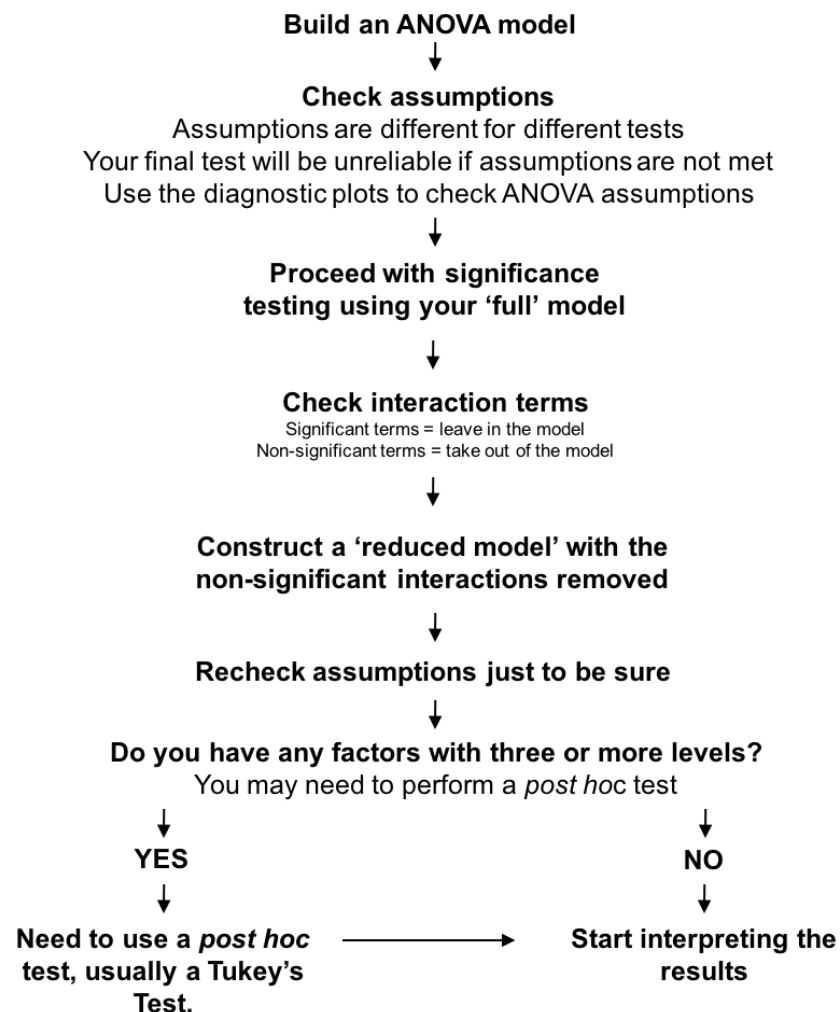 Build an ANOVA model
Check assumptions
Assumptions are different for different tests
Your final test will be unreliable if assumptions are not met
Use the diagnostic plots to check ANOVA assumptions
Proceed with significance
testing using your ‘full’ model
Check interaction terms
Significant terms = leave in the model
Non-significant terms = take out of the model
Construct a ‘reduced model’ with the
non-significant interactions removed
Recheck assumptions just to be sure
Do you have any factors with three or more levels?
You may need to perform a post hoc test
YES
NO
Need to use a post hoc
test, usually a Tukey’s
Test.
Start interpreting the
results